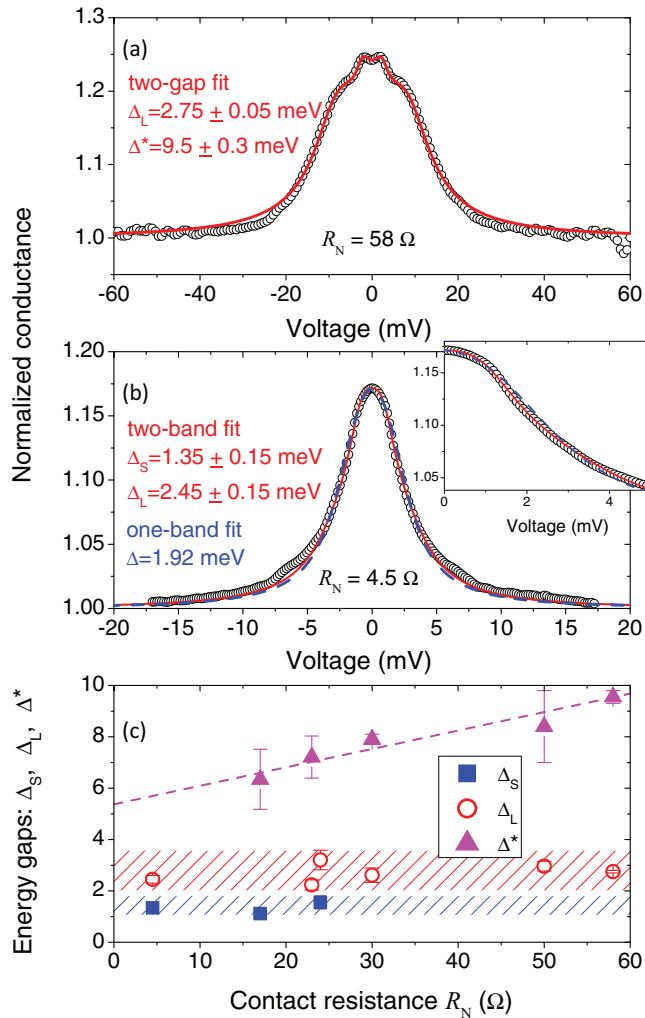 Normalized conductance
1.3
1.2
1.1
1.0
(a)
two-gap fit
Δ_L=2.75 ± 0.05 meV
Δ*=9.5 ± 0.3 meV
R_N = 58 Ω
-60 -40 -20 0 20 40 60
Voltage (mV)
1.20
1.15
1.10
1.05
1.00
(b)
two-band fit
Δ_S=1.35 ± 0.15 meV
Δ_L=2.45 ± 0.15 meV
one-band fit
Δ=1.92 meV
R_N = 4.5 Ω
1.15
1.10
1.05
0 2 4
Voltage (mV)
-20 -15 -10 -5 0 5 10 15 20
Voltage (mV)
Energy gaps: Δ_S, Δ_L, Δ*
10
8
6
4
2
0
(c)
Δ_S
Δ_L
Δ*
0 10 20 30 40 50 60
Contact resistance R_N (Ω)